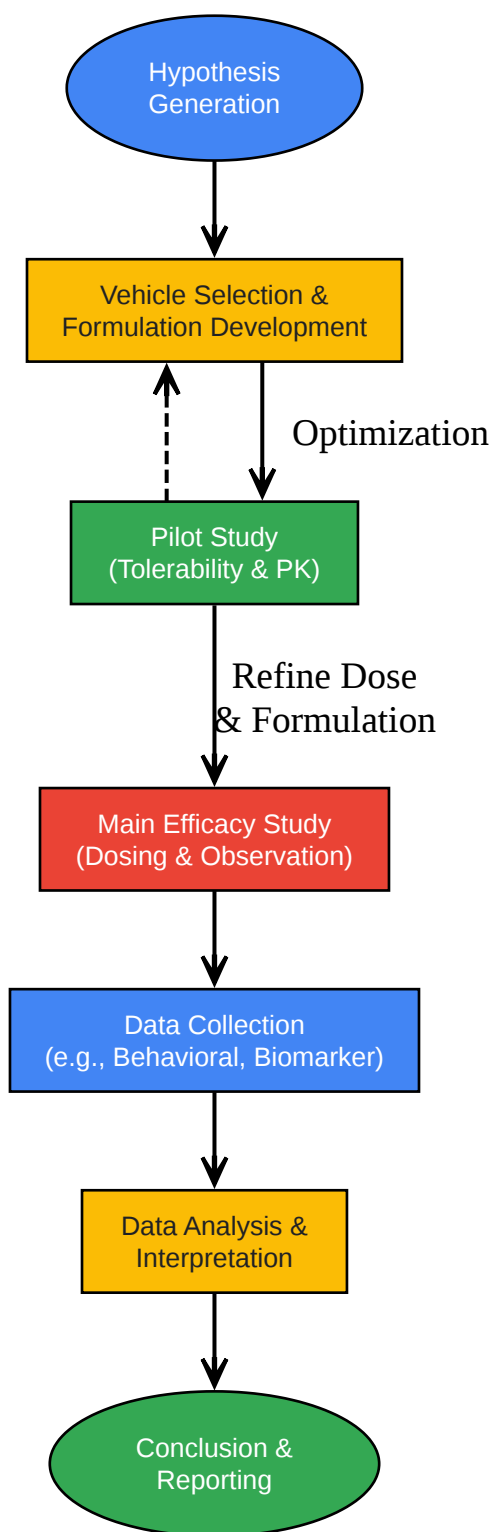 Hypothesis
Generation
Vehicle Selection &
Formulation Development
Optimization
Pilot Study
(Tolerability & PK)
Refine Dose
& Formulation
Main Efficacy Study
(Dosing & Observation)
Data Collection
(e.g., Behavioral, Biomarker)
Data Analysis &
Interpretation
Conclusion &
Reporting